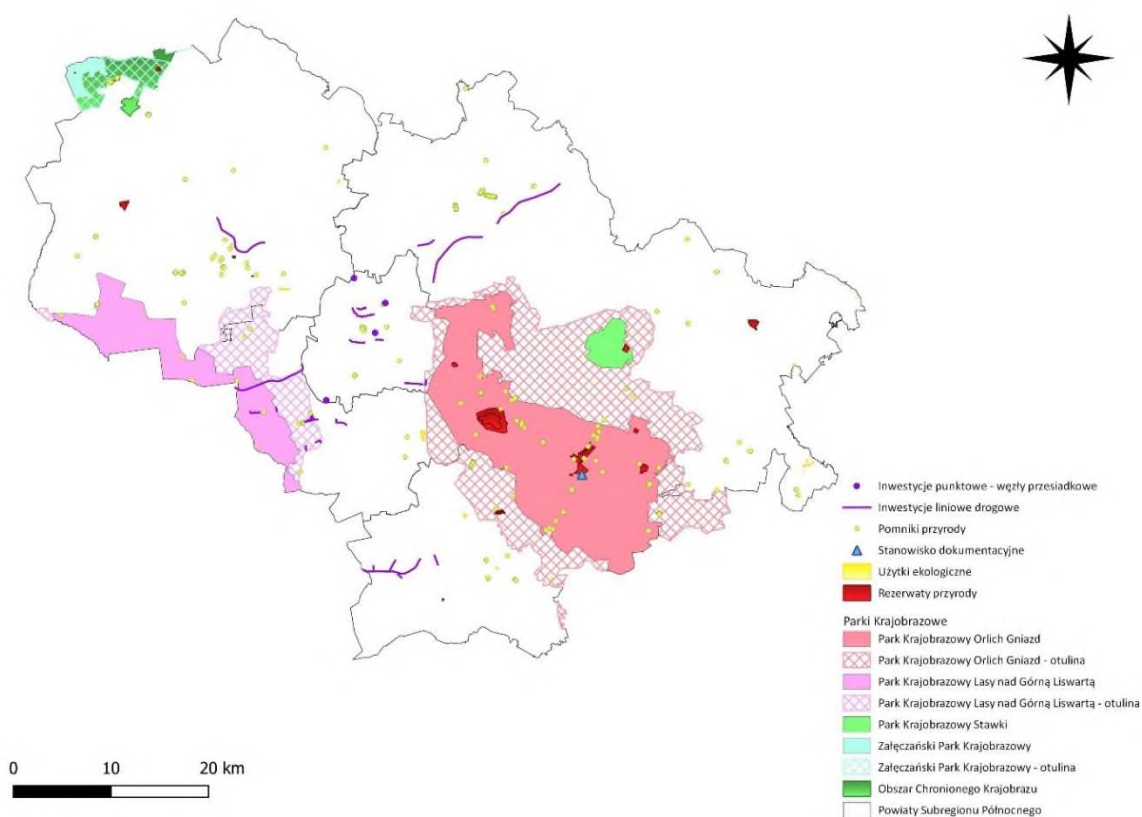 Inwestycje punktowe - węzły przesiadkowe
Inwestycje liniowe drogowe
Pomniki przyrody
Stanowisko dokumentacyjne
Użytki ekologiczne
Rezerwaty przyrody
Parki Krajobrazowe
Park Krajobrazowy Orlich Gniazd
Park Krajobrazowy Orlich Gniazd - otulina
Park Krajobrazowy Lasy nad Górną Liswartą
Park Krajobrazowy Lasy nad Górną Liswartą - otulina
Park Krajobrazowy Stawki
Załęczański Park Krajobrazowy
Załęczański Park Krajobrazowy - otulina
Obszar Chronionego Krajobrazu
Powiaty Subregionu Północnego
0 10 20 km